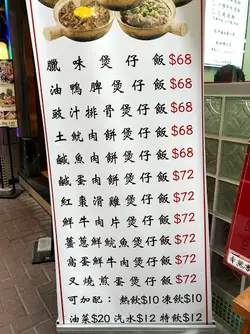 臘味煲仔飯$68
油鴨脾煲仔飯$68
豉汁排骨煲仔飯$68
土魷肉餅煲仔飯$68
鹹魚肉餅煲仔飯$68
鹹蛋肉餅煲仔飯$72
紅棗滑雞煲仔飯$72
鮮牛肉片煲仔飯$72
薑蔥鮮鯇魚煲仔飯$72
窩蛋鮮牛煲仔飯$72
叉燒煎蛋煲仔飯$72
可加配：熱飲$10 凍飲$10
油菜$20 汽水$12 特飲$12